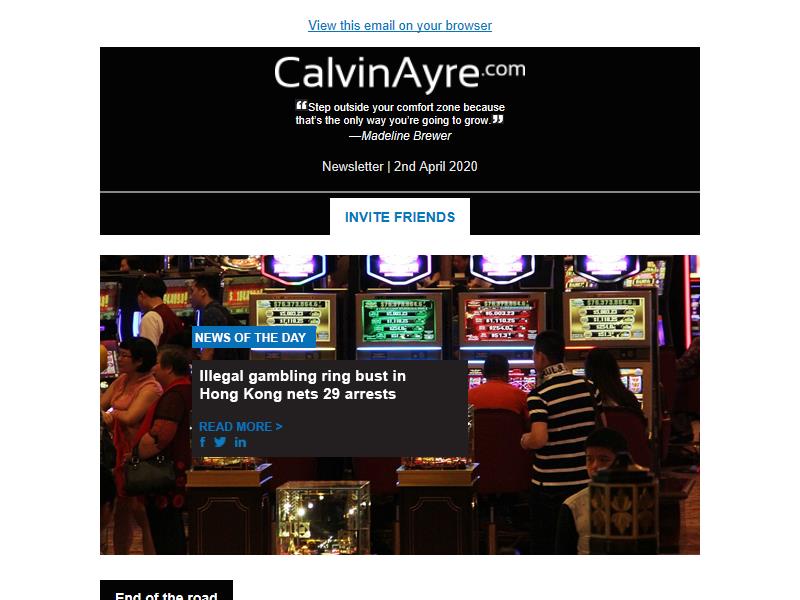 View this email on your browser
CalvinAyre.com
❝Step outside your comfort zone because
that's the only way you're going to grow.❞
—Madeline Brewer
Newsletter | 2nd April 2020
INVITE FRIENDS
NEWS OF THE DAY
Illegal gambling ring bust in
Hong Kong nets 29 arrests
READ MORE >
End of the road